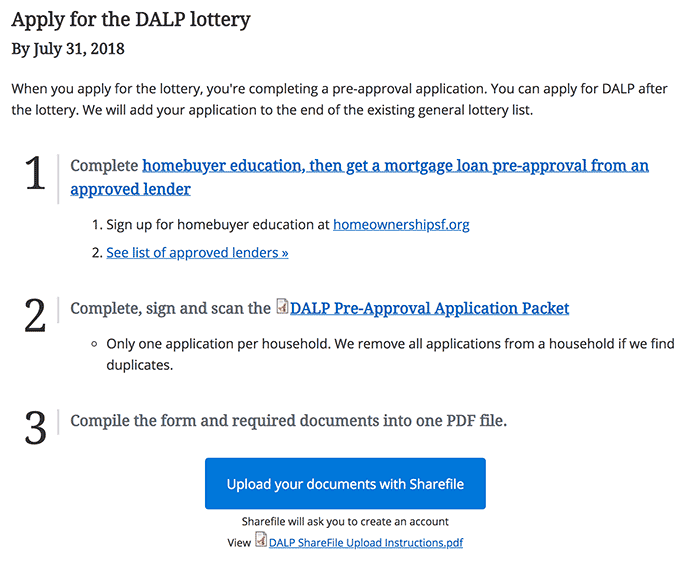 Apply for the DALP lottery
By July 31, 2018
When you apply for the lottery, you're completing a pre-approval application. You can apply for DALP after
the lottery. We will add your application to the end of the existing general lottery list.
1 Complete homebuyer education, then get a mortgage loan pre-approval from an
approved lender
1. Sign up for homebuyer education at homeownershipsf.org
2. See list of approved lenders »
2 Complete, sign and scan the DALP Pre-Approval Application Packet
Only one application per household. We remove all applications from a household if we find
duplicates.
3 Compile the form and required documents into one PDF file.
Upload your documents with Sharefile
Sharefile will ask you to create an account
View DALP ShareFile Upload Instructions.pdf